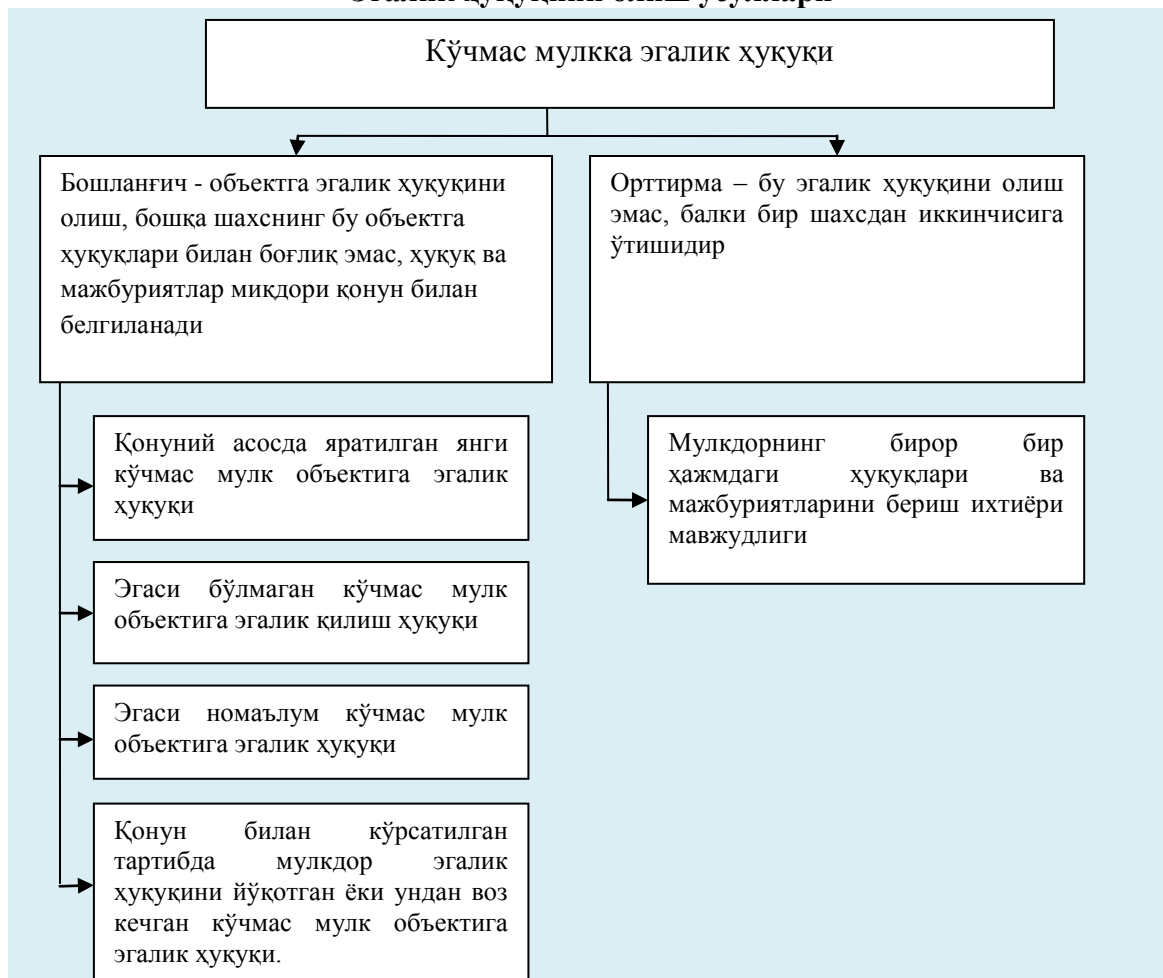 Эгалик ҳуқуқини олиш усуллари
Кўчмас мулкка эгалик ҳуқуқи
Бошланғич - объектга эгалик ҳуқуқини
олиш, бошқа шахснинг бу объектга
ҳуқуқлари билан боғлиқ эмас, ҳуқуқ ва
мажбуриятлар миқдори қонун билан
белгиланади
Орттирма – бу эгалик ҳуқуқини олиш
эмас, балки бир шахсдан иккинчисига
ўтишидир
Қонуний асосда яратилган янги
кўчмас мулк объектига эгалик
ҳуқуқи
Мулкдорнинг бирор бир
ҳажмдаги ҳуқуқлари ва
мажбуриятларини бериш ихтиёри
мавжудлиги
Эгаси бўлмаган кўчмас мулк
объектига эгалик қилиш ҳуқуқи
Эгаси номаълум кўчмас мулк
объектига эгалик ҳуқуқи
Қонун билан кўрсатилган
тартибда мулкдор эгалик
ҳуқуқини йўқотган ёки ундан воз
кечган кўчмас мулк объектига
эгалик ҳуқуқи.